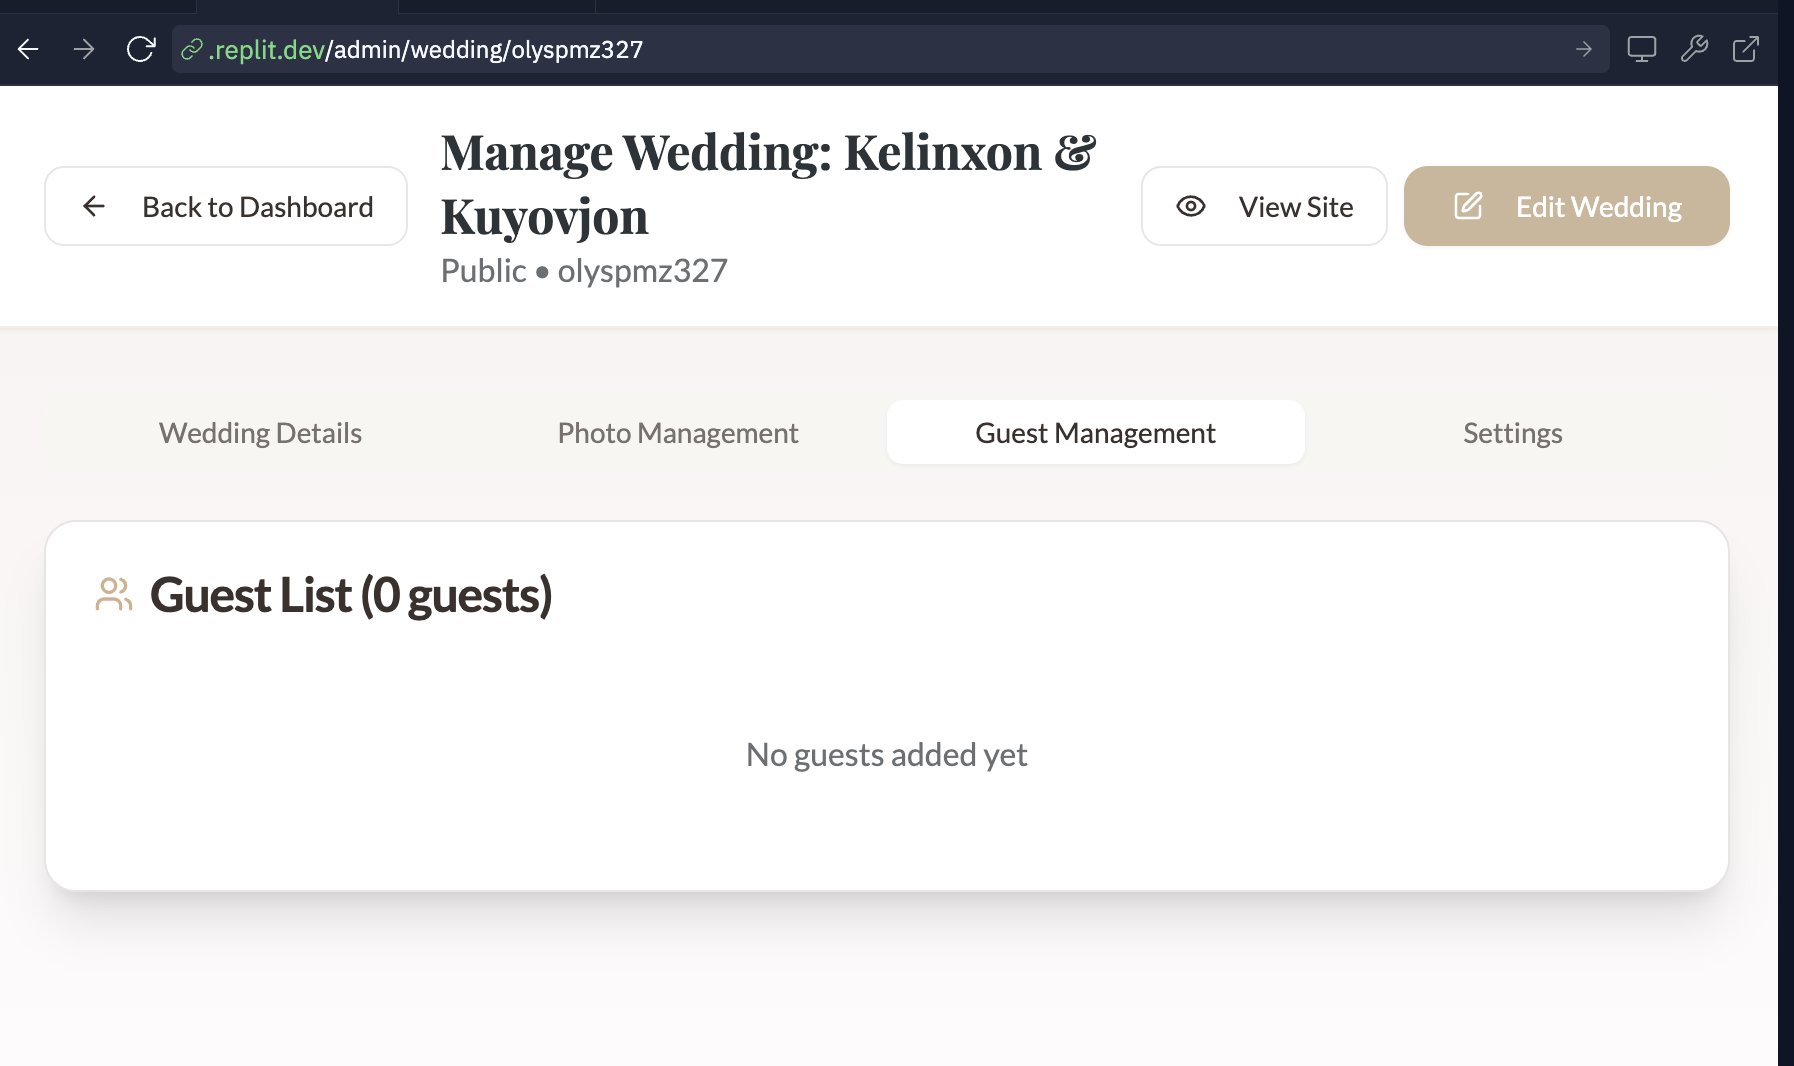 .replit.dev/admin/wedding/olyspmz327
Back to Dashboard
Manage Wedding: Kelinxon &
Kuyovjon
Public • olyspmz327
View Site
Edit Wedding
Wedding Details
Photo Management
Guest Management
Settings
Guest List (0 guests)
No guests added yet